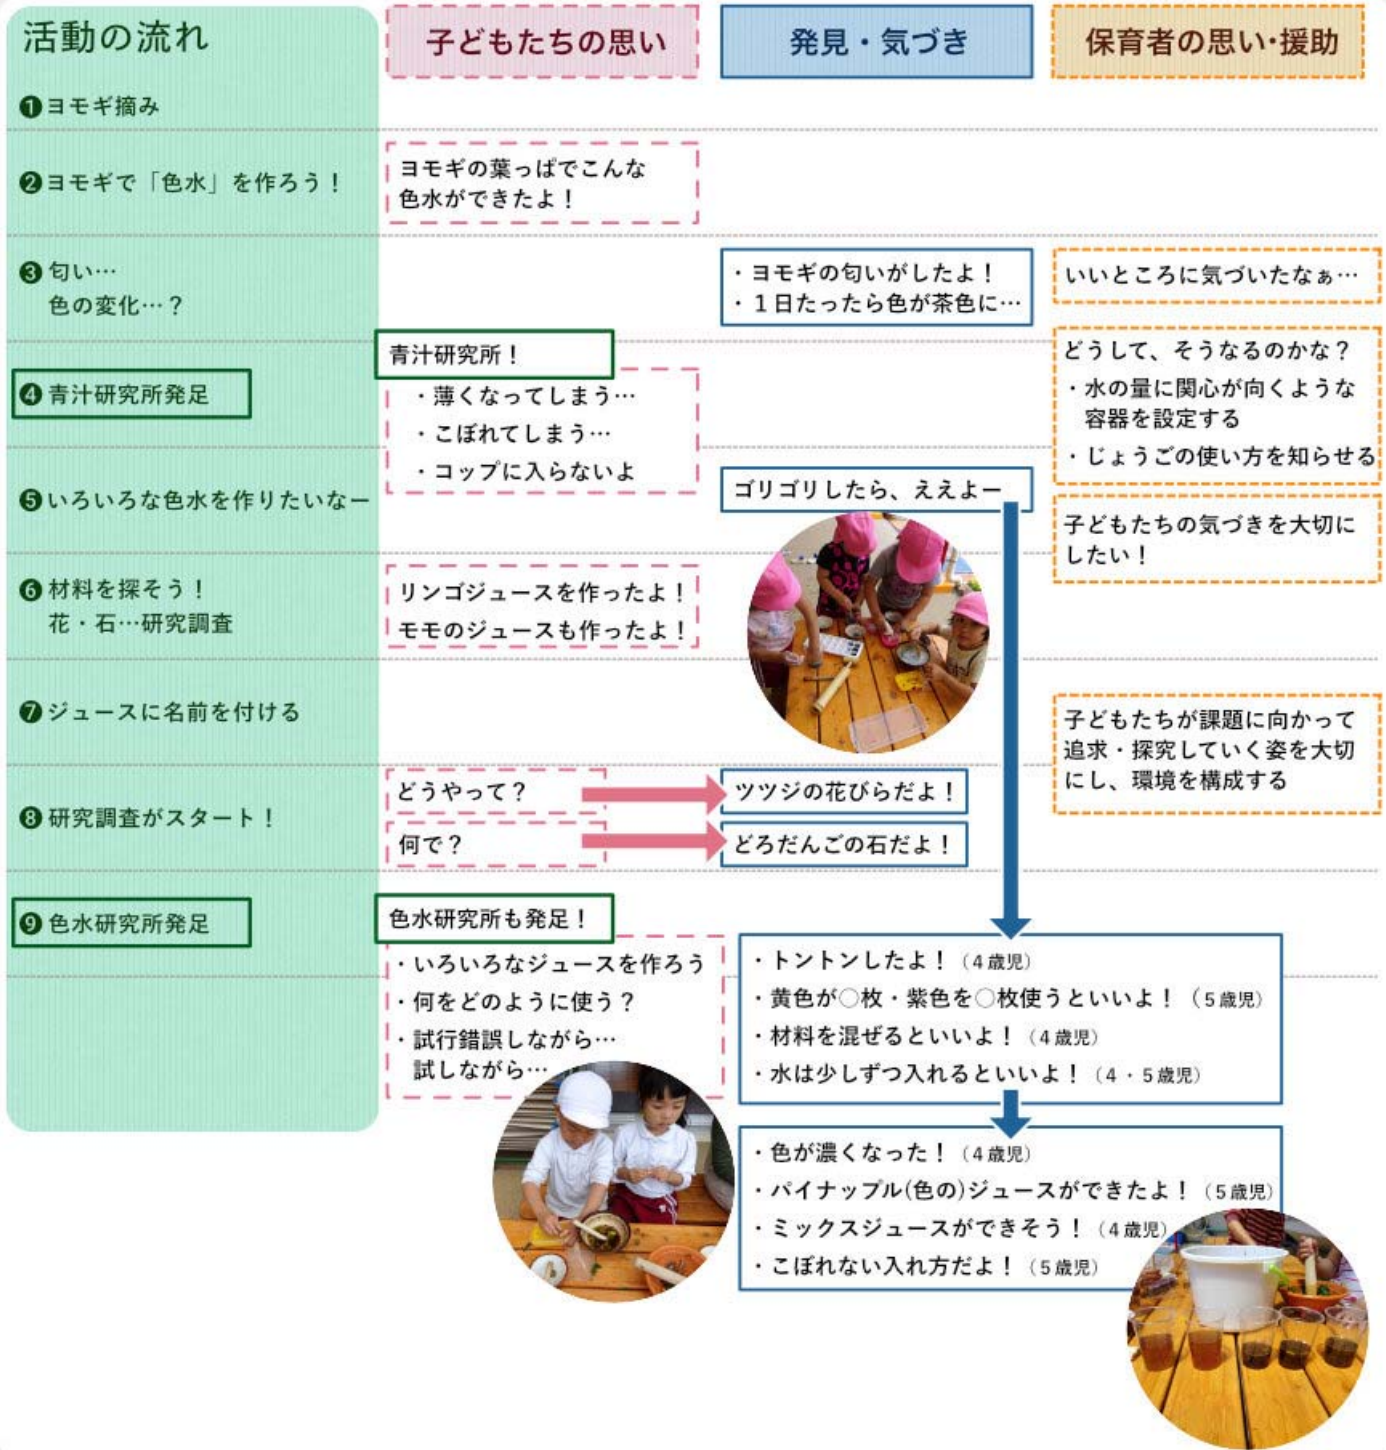 活動の流れ
子どもたちの思い
発見・気づき
保育者の思い・援助
❶ヨモギ摘み
❷ヨモギで「色水」を作ろう！
ヨモギの葉っぱでこんな
色水ができたよ！
❸匂い…
色の変化…？
・ヨモギの匂いがしたよ！
・１日たったら色が茶色に…
いいところに気づいたなぁ…
❹青汁研究所発足
青汁研究所！
・薄くなってしまう…
・こぼれてしまう…
・コップに入らないよ
どうして、そうなるのかな？
・水の量に関心が向くような
容器を設定する
・じょうごの使い方を知らせる
❺いろいろな色水を作りたいなー
ゴリゴリしたら、ええよー
子どもたちの気づきを大切に
したい！
❻材料を探そう！
花・石…研究調査
リンゴジュースを作ったよ！
モモのジュースも作ったよ！
❼ジュースに名前を付ける
子どもたちが課題に向かって
追求・探究していく姿を大切
にし、環境を構成する
❽研究調査がスタート！
どうやって？
ツツジの花びらだよ！
何で？
どろだんごの石だよ！
❾色水研究所発足
色水研究所も発足！
・いろいろなジュースを作ろう
・何をどのように使う？
・試行錯誤しながら…
試しながら…
・トントンしたよ！（４歳児）
・黄色が○枚・紫色を○枚使うといいよ！（５歳児）
・材料を混ぜるといいよ！（４歳児）
・水は少しずつ入れるといいよ！（４・５歳児）
・色が濃くなった！（４歳児）
・パイナップル(色の)ジュースができたよ！（５歳児）
・ミックスジュースができそう！（４歳児）
・こぼれない入れ方だよ！（５歳児）